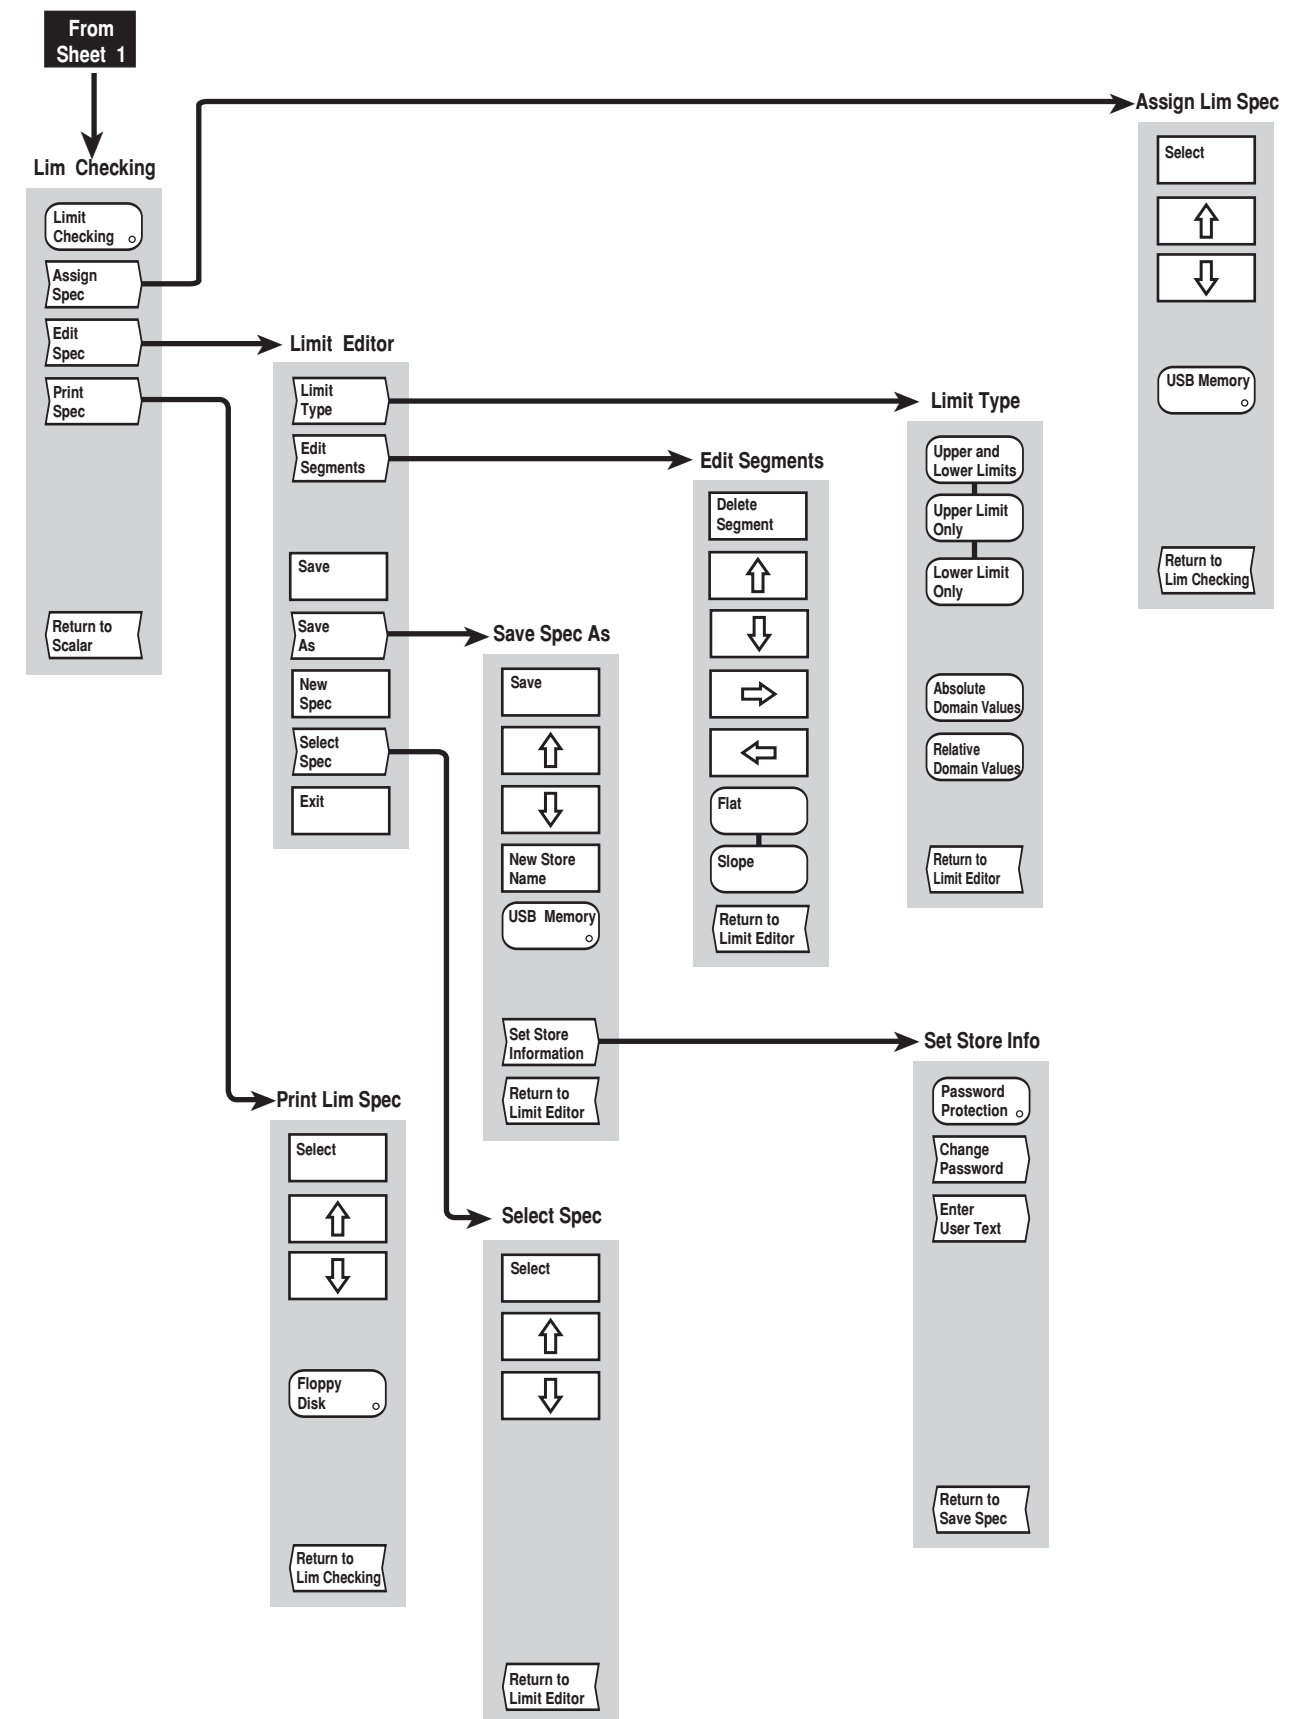 From
Sheet 1
Lim Checking
Limit
Checking
Assign
Spec
Edit
Spec
Print
Spec
Return to
Scalar
Assign Lim Spec
Select
USB Memory
Return to
Lim Checking
Limit Editor
Limit
Type
Edit
Segments
Save
Save
As
New
Spec
Select
Spec
Exit
Limit Type
Upper and
Lower Limits
Upper Limit
Only
Lower Limit
Only
Absolute
Domain Values
Relative
Domain Values
Return to
Limit Editor
Edit Segments
Delete
Segment
Flat
Slope
Return to
Limit Editor
Save Spec As
Save
New Store
Name
USB Memory
Set Store
Information
Return to
Limit Editor
Set Store Info
Password
Protection
Change
Password
Enter
User Text
Return to
Save Spec
Print Lim Spec
Select
Floppy
Disk
Return to
Lim Checking
Select Spec
Select
Return to
Limit Editor